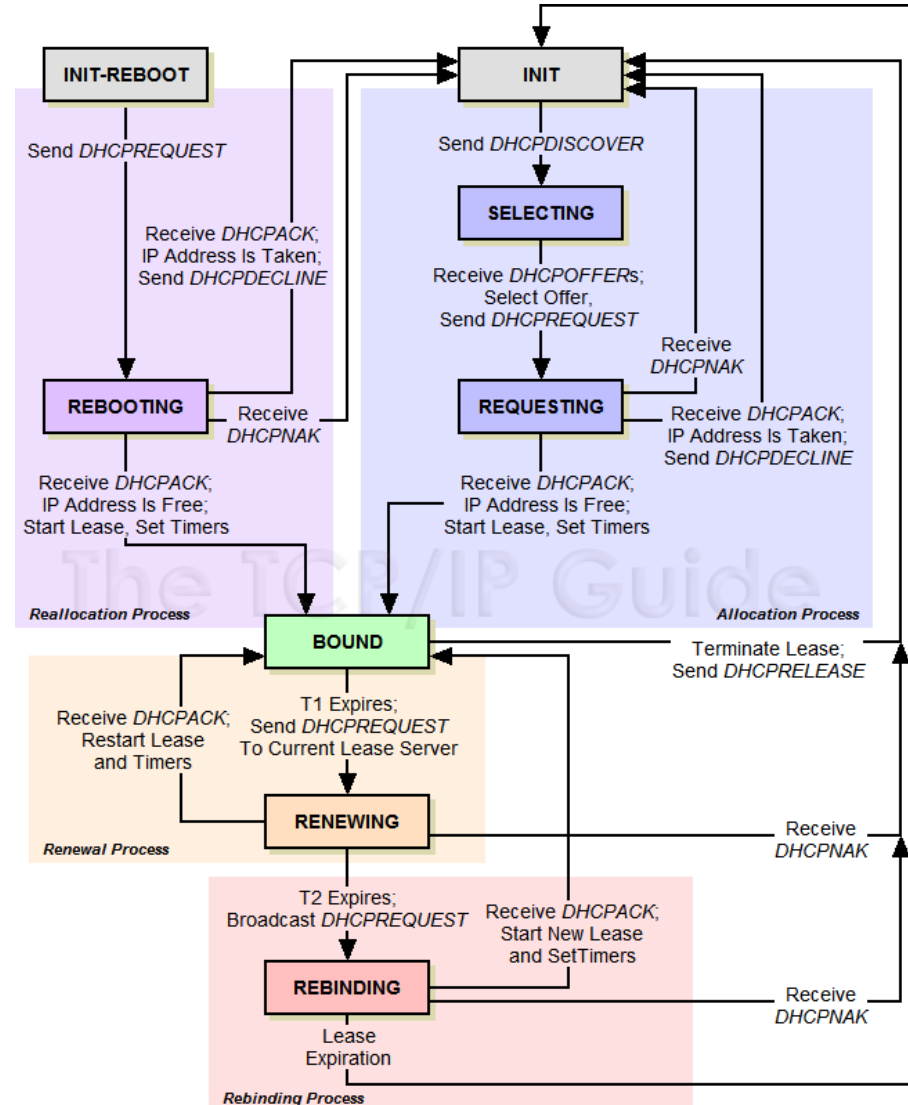 INIT-REBOOT
INIT
Send DHCPREQUEST
Send DHCPDISCOVER
SELECTING
Receive DHCPACK;
IP Address Is Taken;
Send DHCPDECLINE
Receive DHCPOFFERs;
Select Offer,
Send DHCPREQUEST
Receive
DHCPNAK
REBOOTING
Receive
DHCPNAK
REQUESTING
Receive DHCPACK;
IP Address Is Taken;
Send DHCPDECLINE
Receive DHCPACK;
IP Address Is Free;
Start Lease, Set Timers
Receive DHCPACK;
IP Address Is Free;
Start Lease, Set Timers
The TCP/IP Guide
Reallocation Process
Allocation Process
BOUND
Terminate Lease;
Send DHCPRELEASE
Receive DHCPACK;
Restart Lease
and Timers
T1 Expires;
Send DHCPREQUEST
To Current Lease Server
RENEWING
Receive
DHCPNAK
Renewal Process
T2 Expires;
Broadcast DHCPREQUEST
Receive DHCPACK;
Start New Lease
and SetTimers
REBINDING
Receive
DHCPNAK
Lease
Expiration
Rebinding Process